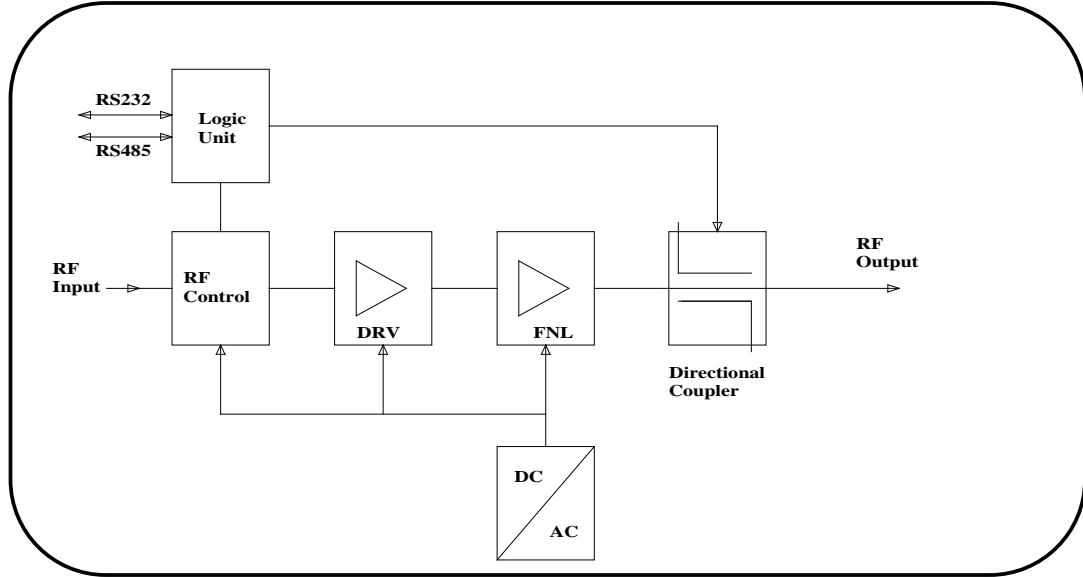 RS232
RS485
Logic
Unit
RF
Input
RF
Control
DRV
FNL
RF
Output
Directional
Coupler
DC
AC